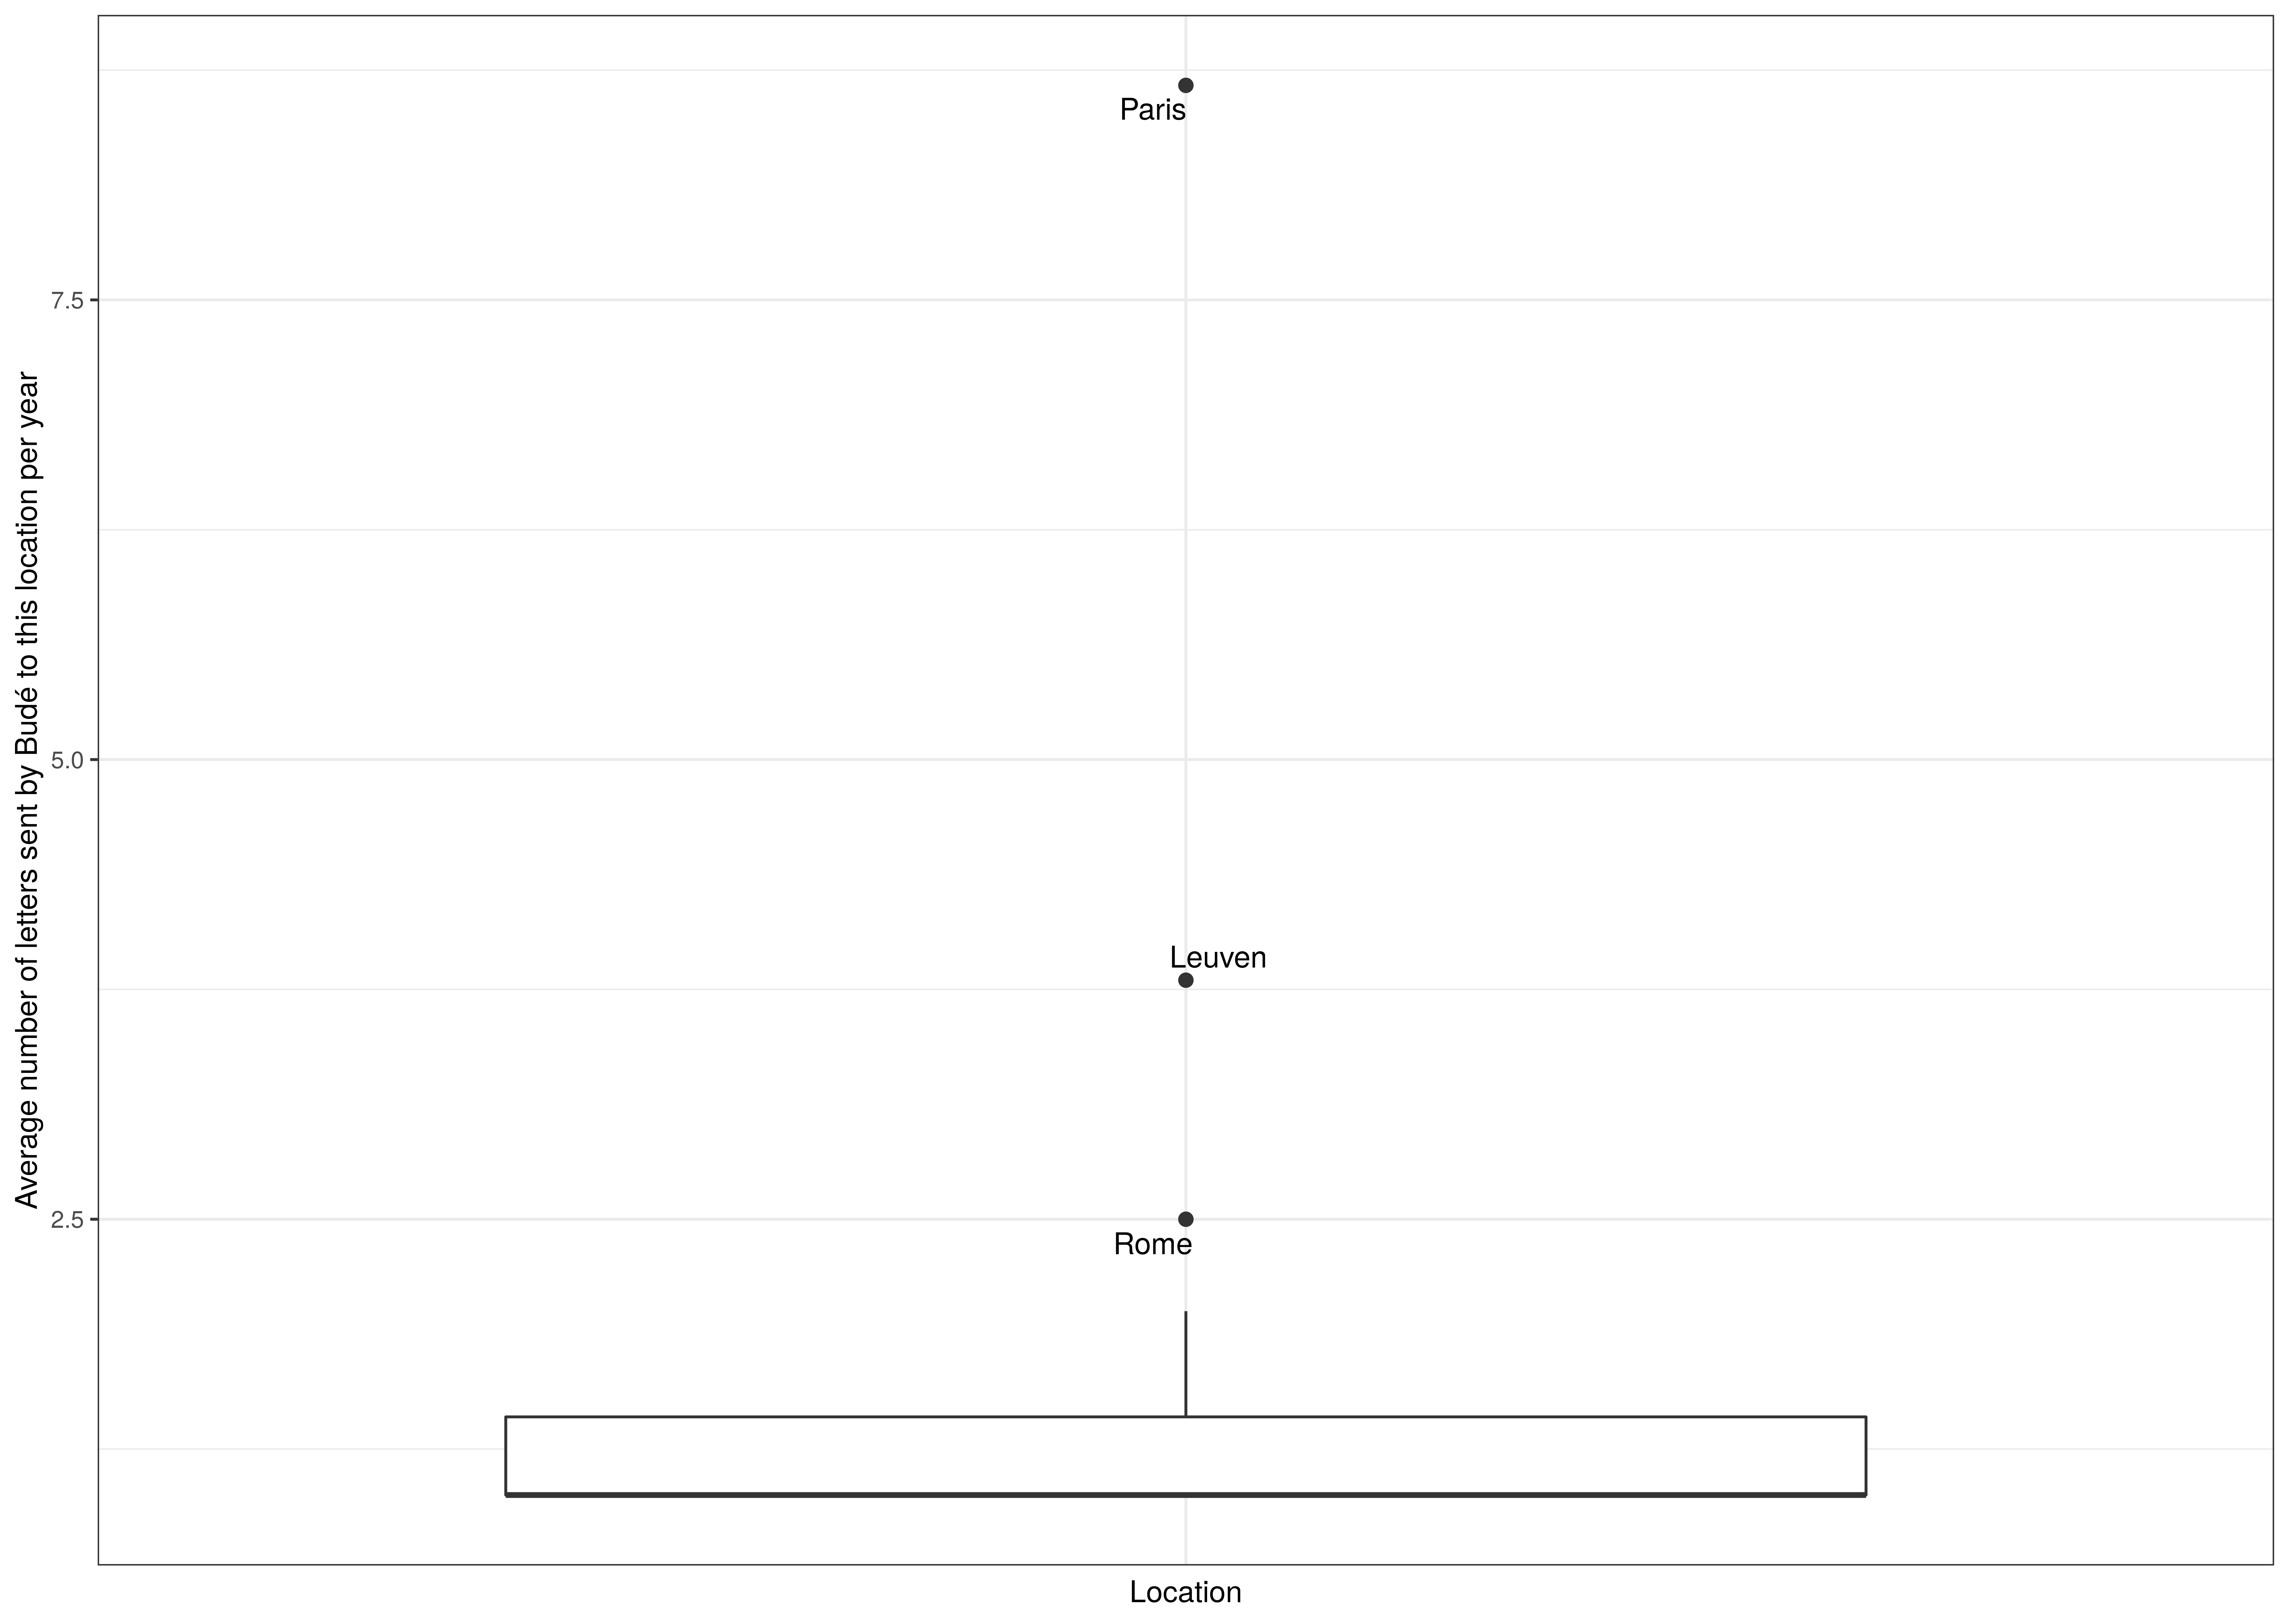 Average number of letters sent by Budé to this location per year
7.5
5.0
2.5
Paris
Leuven
Rome
Location